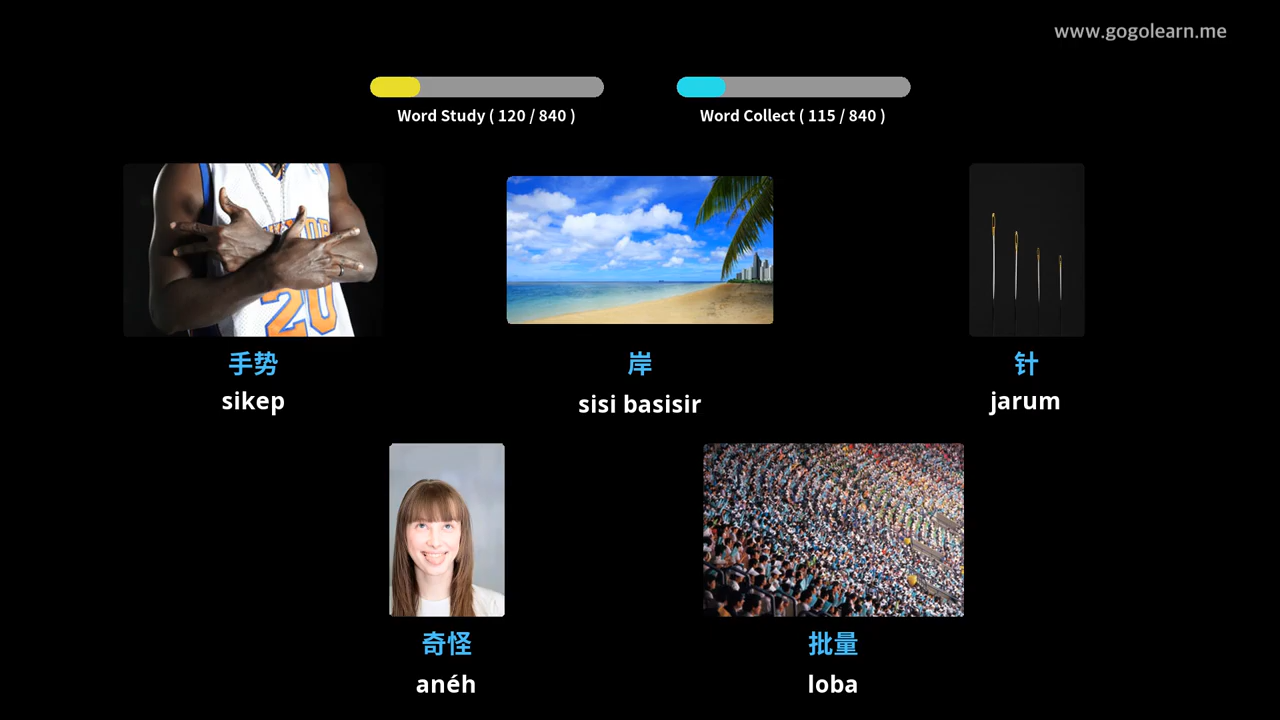 www.gogolearn.me
Word Study ( 120 / 840 )
Word Collect ( 115 / 840 )
20
手势
sikep
岸
sisi basisir
针
jarum
奇怪
anéh
批量
loba